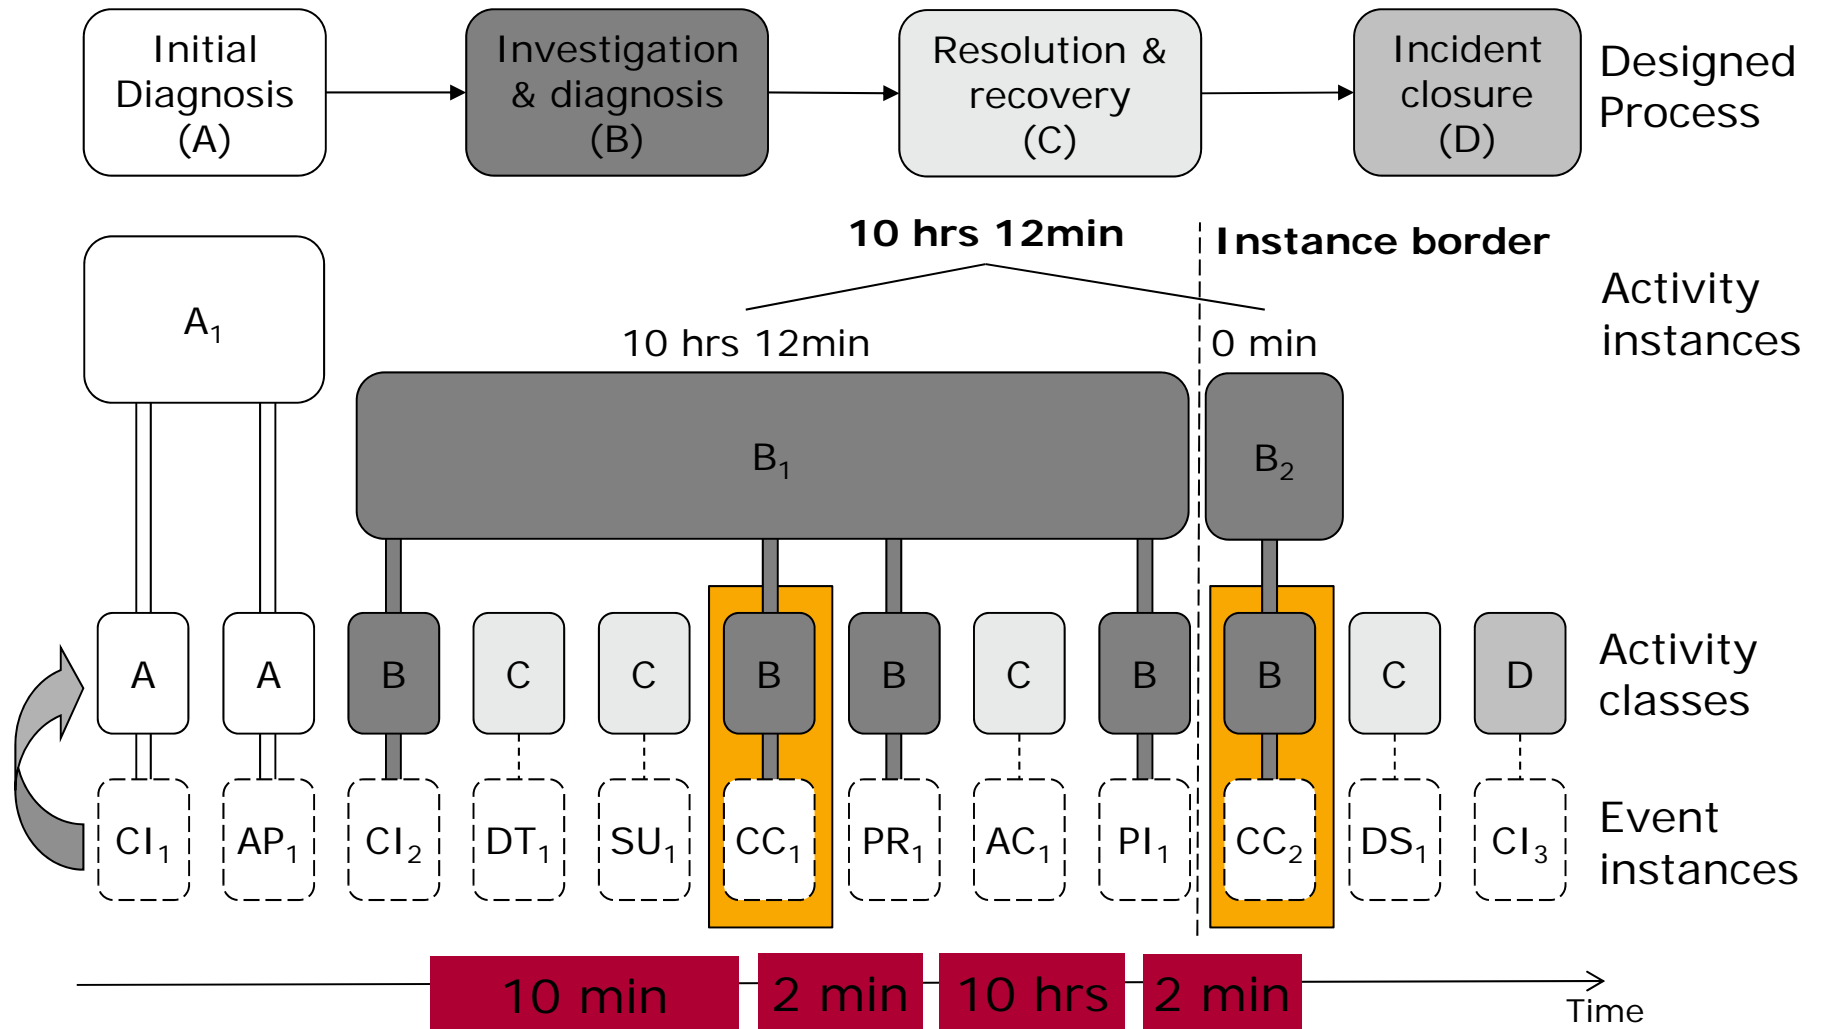 Initial
Diagnosis
(A)
Investigation
& diagnosis
(B)
Resolution &
recovery
(C)
Incident
closure
(D)
Designed
Process
10 hrs 12min
Instance border
A1
10 hrs 12min
0 min
Activity
instances
B1
B2
A
A
B
C
C
B
B
C
B
B
C
D
Activity
classes
CI1
AP1
CI2
DT1
SU1
CC1
PR1
AC1
PI1
CC2
DS1
CI3
Event
instances
10 min
2 min
10 hrs
2 min
Time